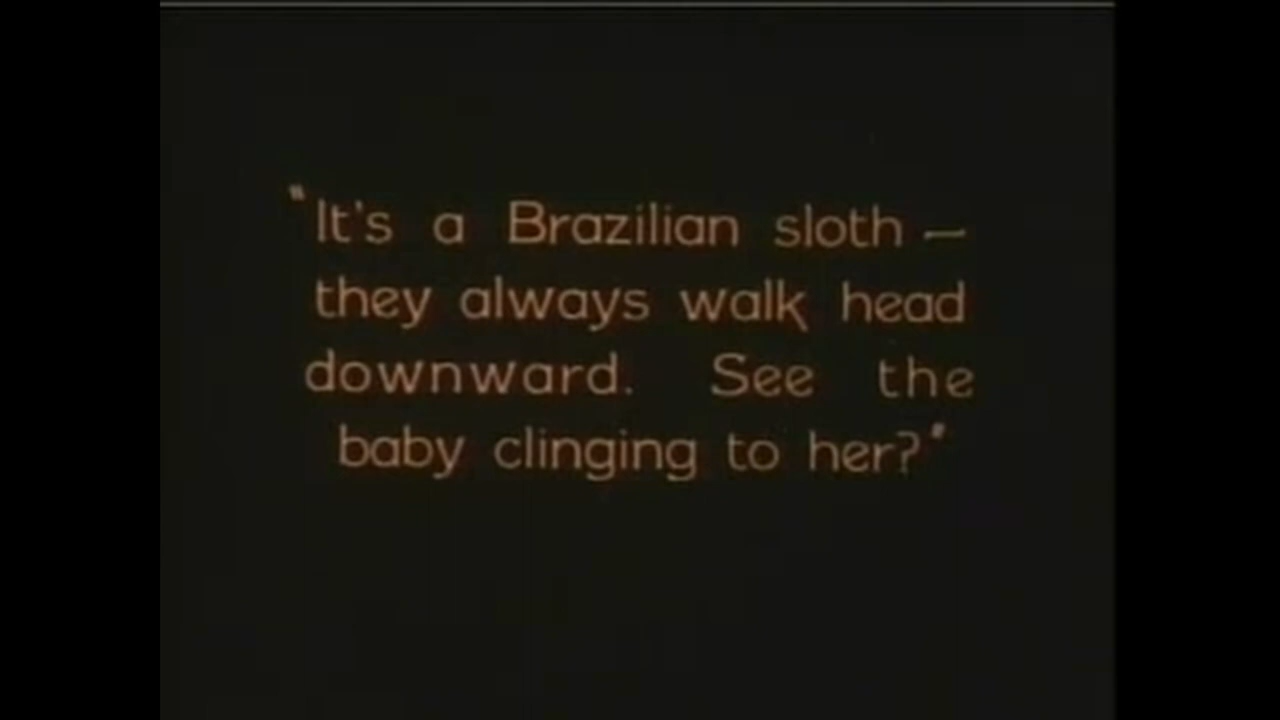 "It's a Brazilian sloth —
they always walk head
downward. See the
baby clinging to her?"